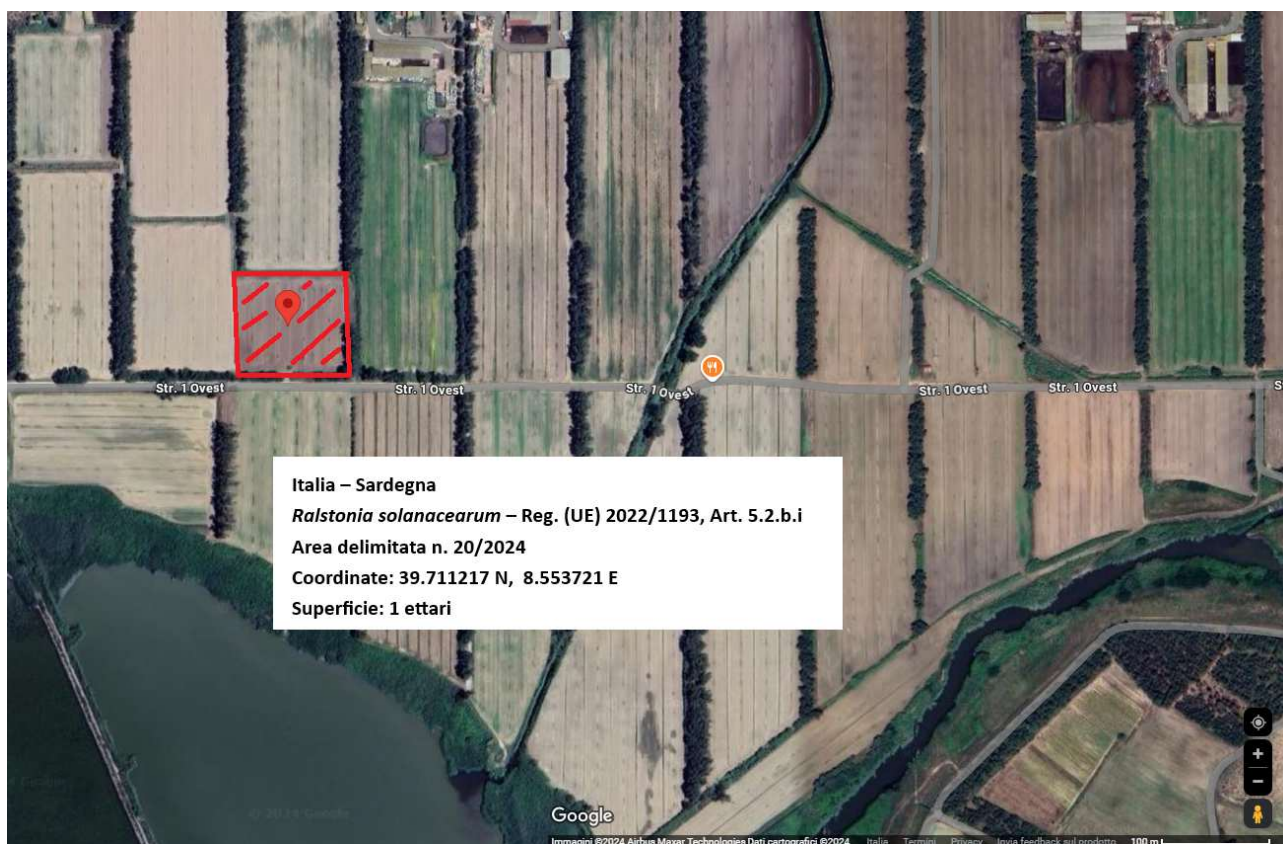 Str. 1 Ovest
Str. 1 Ovest
Str. 1 Ovest
Str. 1 Ovest
Str. 1 Ovest
S
Italia – Sardegna
Ralstonia solanacearum – Reg. (UE) 2022/1193, Art. 5.2.b.i
Area delimitata n. 20/2024
Coordinate: 39.711217 N, 8.553721 E
Superficie: 1 ettari
Google
Immagini ©2024 Airbus Maxar Technologies Dati cartografici ©2024 Italia Termini Privacy Invia feedback sul prodotto 100 m